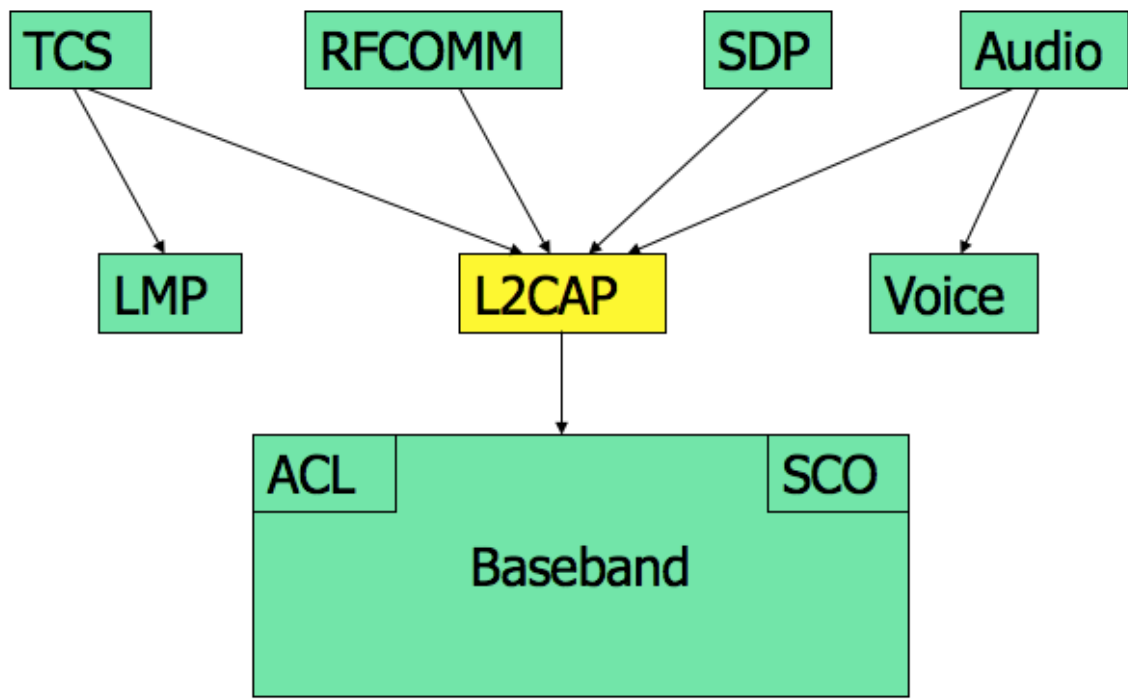 TCS
RFCOMM
SDP
Audio
LMP
L2CAP
Voice
ACL
SCO
Baseband